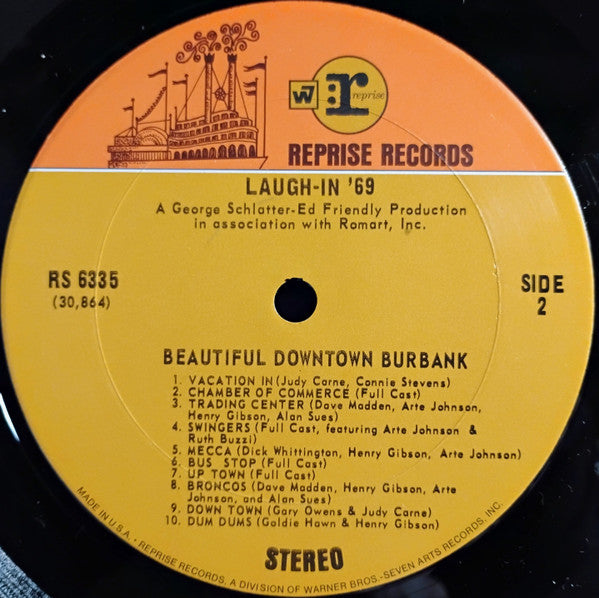 W7 r reprise
REPRISE RECORDS
LAUGH-IN '69
A George Schlatter-Ed Friendly Production
in association with Romart, Inc.
RS 6335
(30,864)
SIDE
2
BEAUTIFUL DOWNTOWN BURBANK
1. VACATION IN (Judy Carne, Connie Stevens)
2. CHAMBER OF COMMERCE (Full Cast)
3. TRADING CENTER (Dave Madden, Arte Johnson,
Henry Gibson, Alan Sues)
4. SWINGERS (Full Cast, featuring Arte Johnson &
Ruth Buzzi)
5. MECCA (Dick Whittington, Henry Gibson, Arte Johnson)
6. BUS STOP (Full Cast)
7. UP TOWN (Full Cast)
8. BRONCOS (Dave Madden, Henry Gibson, Arte
Johnson, and Alan Sues)
9. DOWN TOWN (Gary Owens & Judy Carne)
10. DUM DUMS (Goldie Hawn & Henry Gibson)
STEREO
MADE IN U.S.A. - REPRISE RECORDS, A DIVISION OF WARNER BROS.-SEVEN ARTS RECORDS, INC.